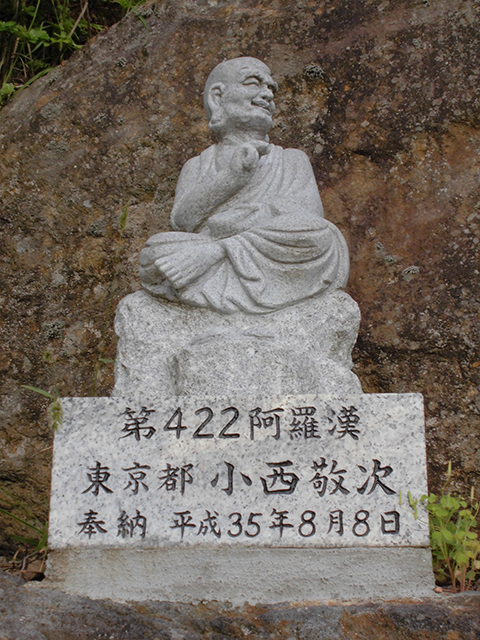 第422阿羅漢
東京都 小西敬次
奉納 平成35年8月8日